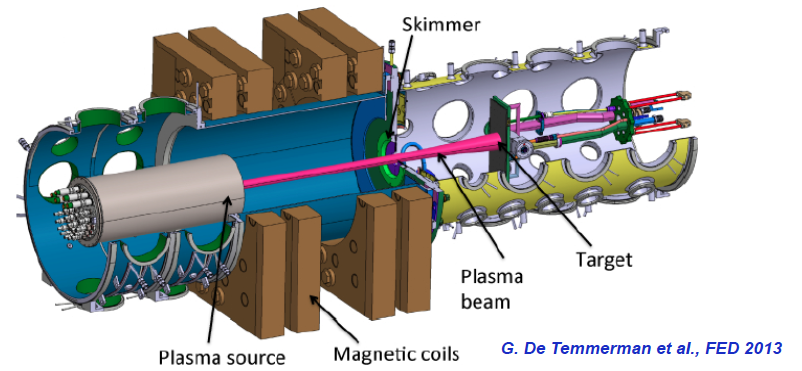 Skimmer
Target
Plasma
beam
Magnetic coils
Plasma source
G. De Temmerman et al., FED 2013